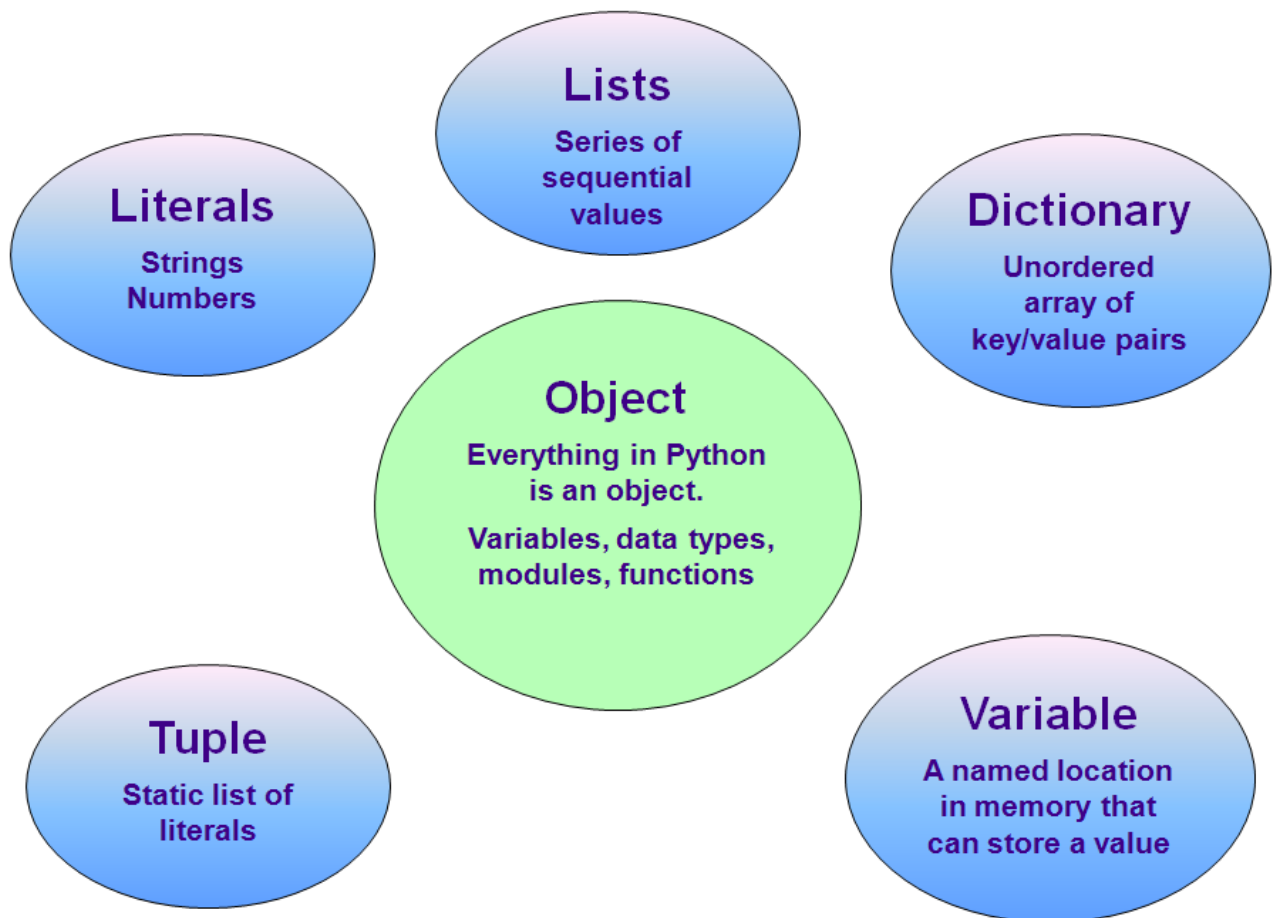 Lists
Series of
sequential
values
Literals
Strings
Numbers
Dictionary
Unordered
array of
key/value pairs
Object
Everything in Python
is an object.
Variables, data types,
modules, functions
Tuple
Static list of
literals
Variable
A named location
in memory that
can store a value